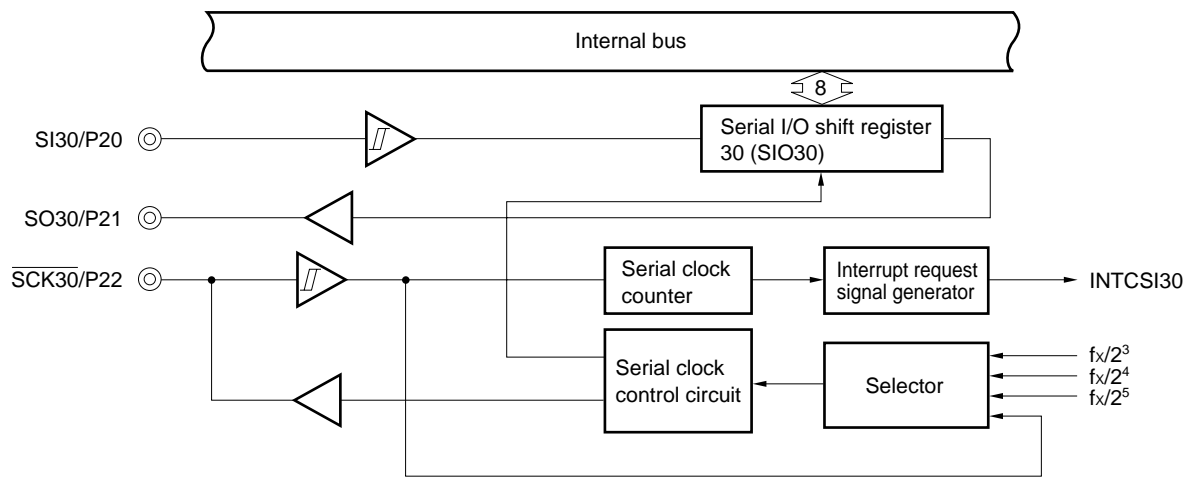 Internal bus
8
SI30/P20
Serial I/O shift register
30 (SIO30)
SO30/P21
SCK30/P22
Serial clock
counter
Interrupt request
signal generator
INTCSI30
Serial clock
control circuit
Selector
fX/2³
fX/2⁴
fX/2⁵